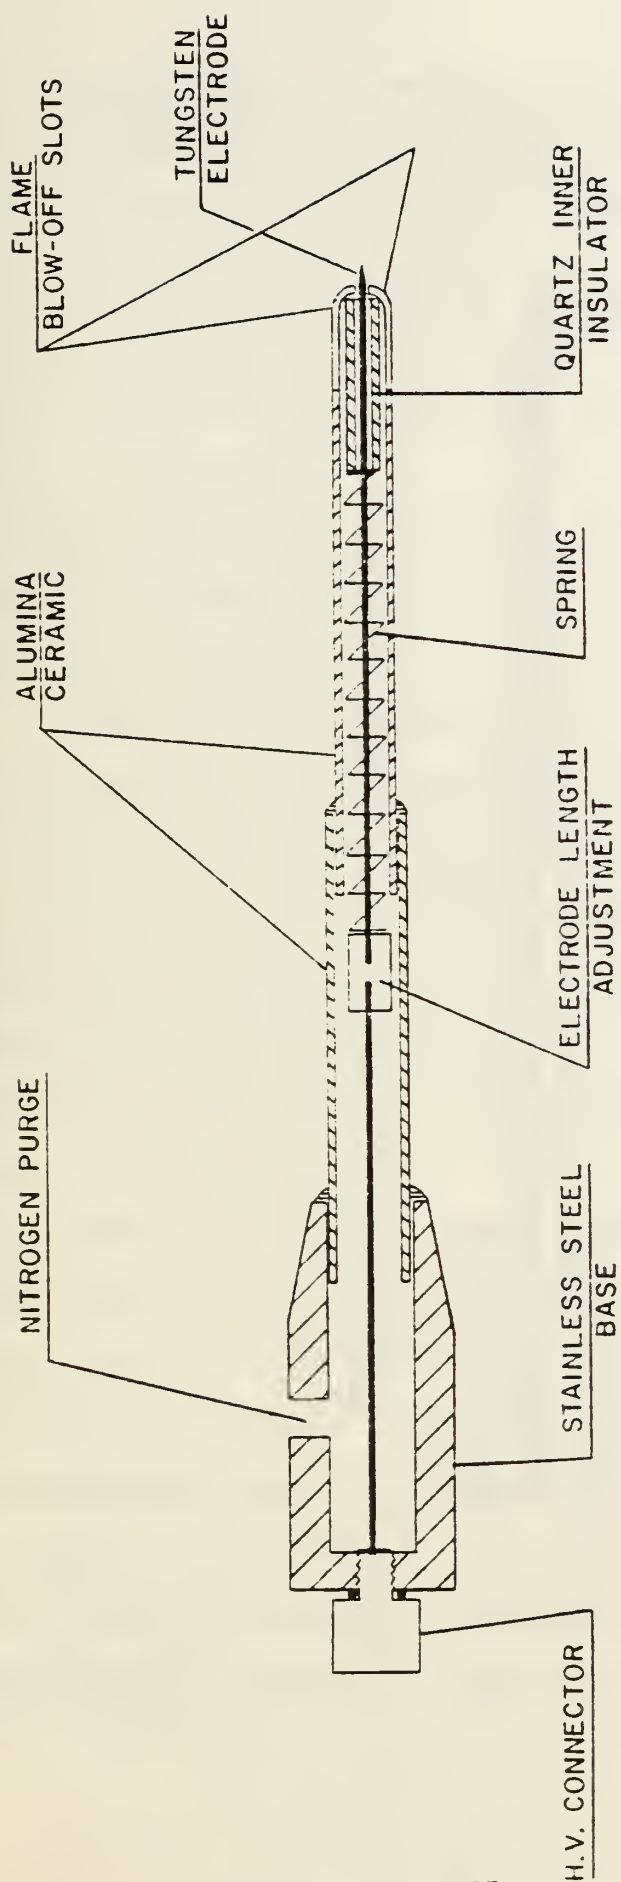 FLAME
BLOW-OFF SLOTS
TUNGSTEN
ELECTRODE
ALUMINA
CERAMIC
NITROGEN PURGE
QUARTZ INNER
INSULATOR
SPRING
ELECTRODE LENGTH
ADJUSTMENT
STAINLESS STEEL
BASE
H.V. CONNECTOR